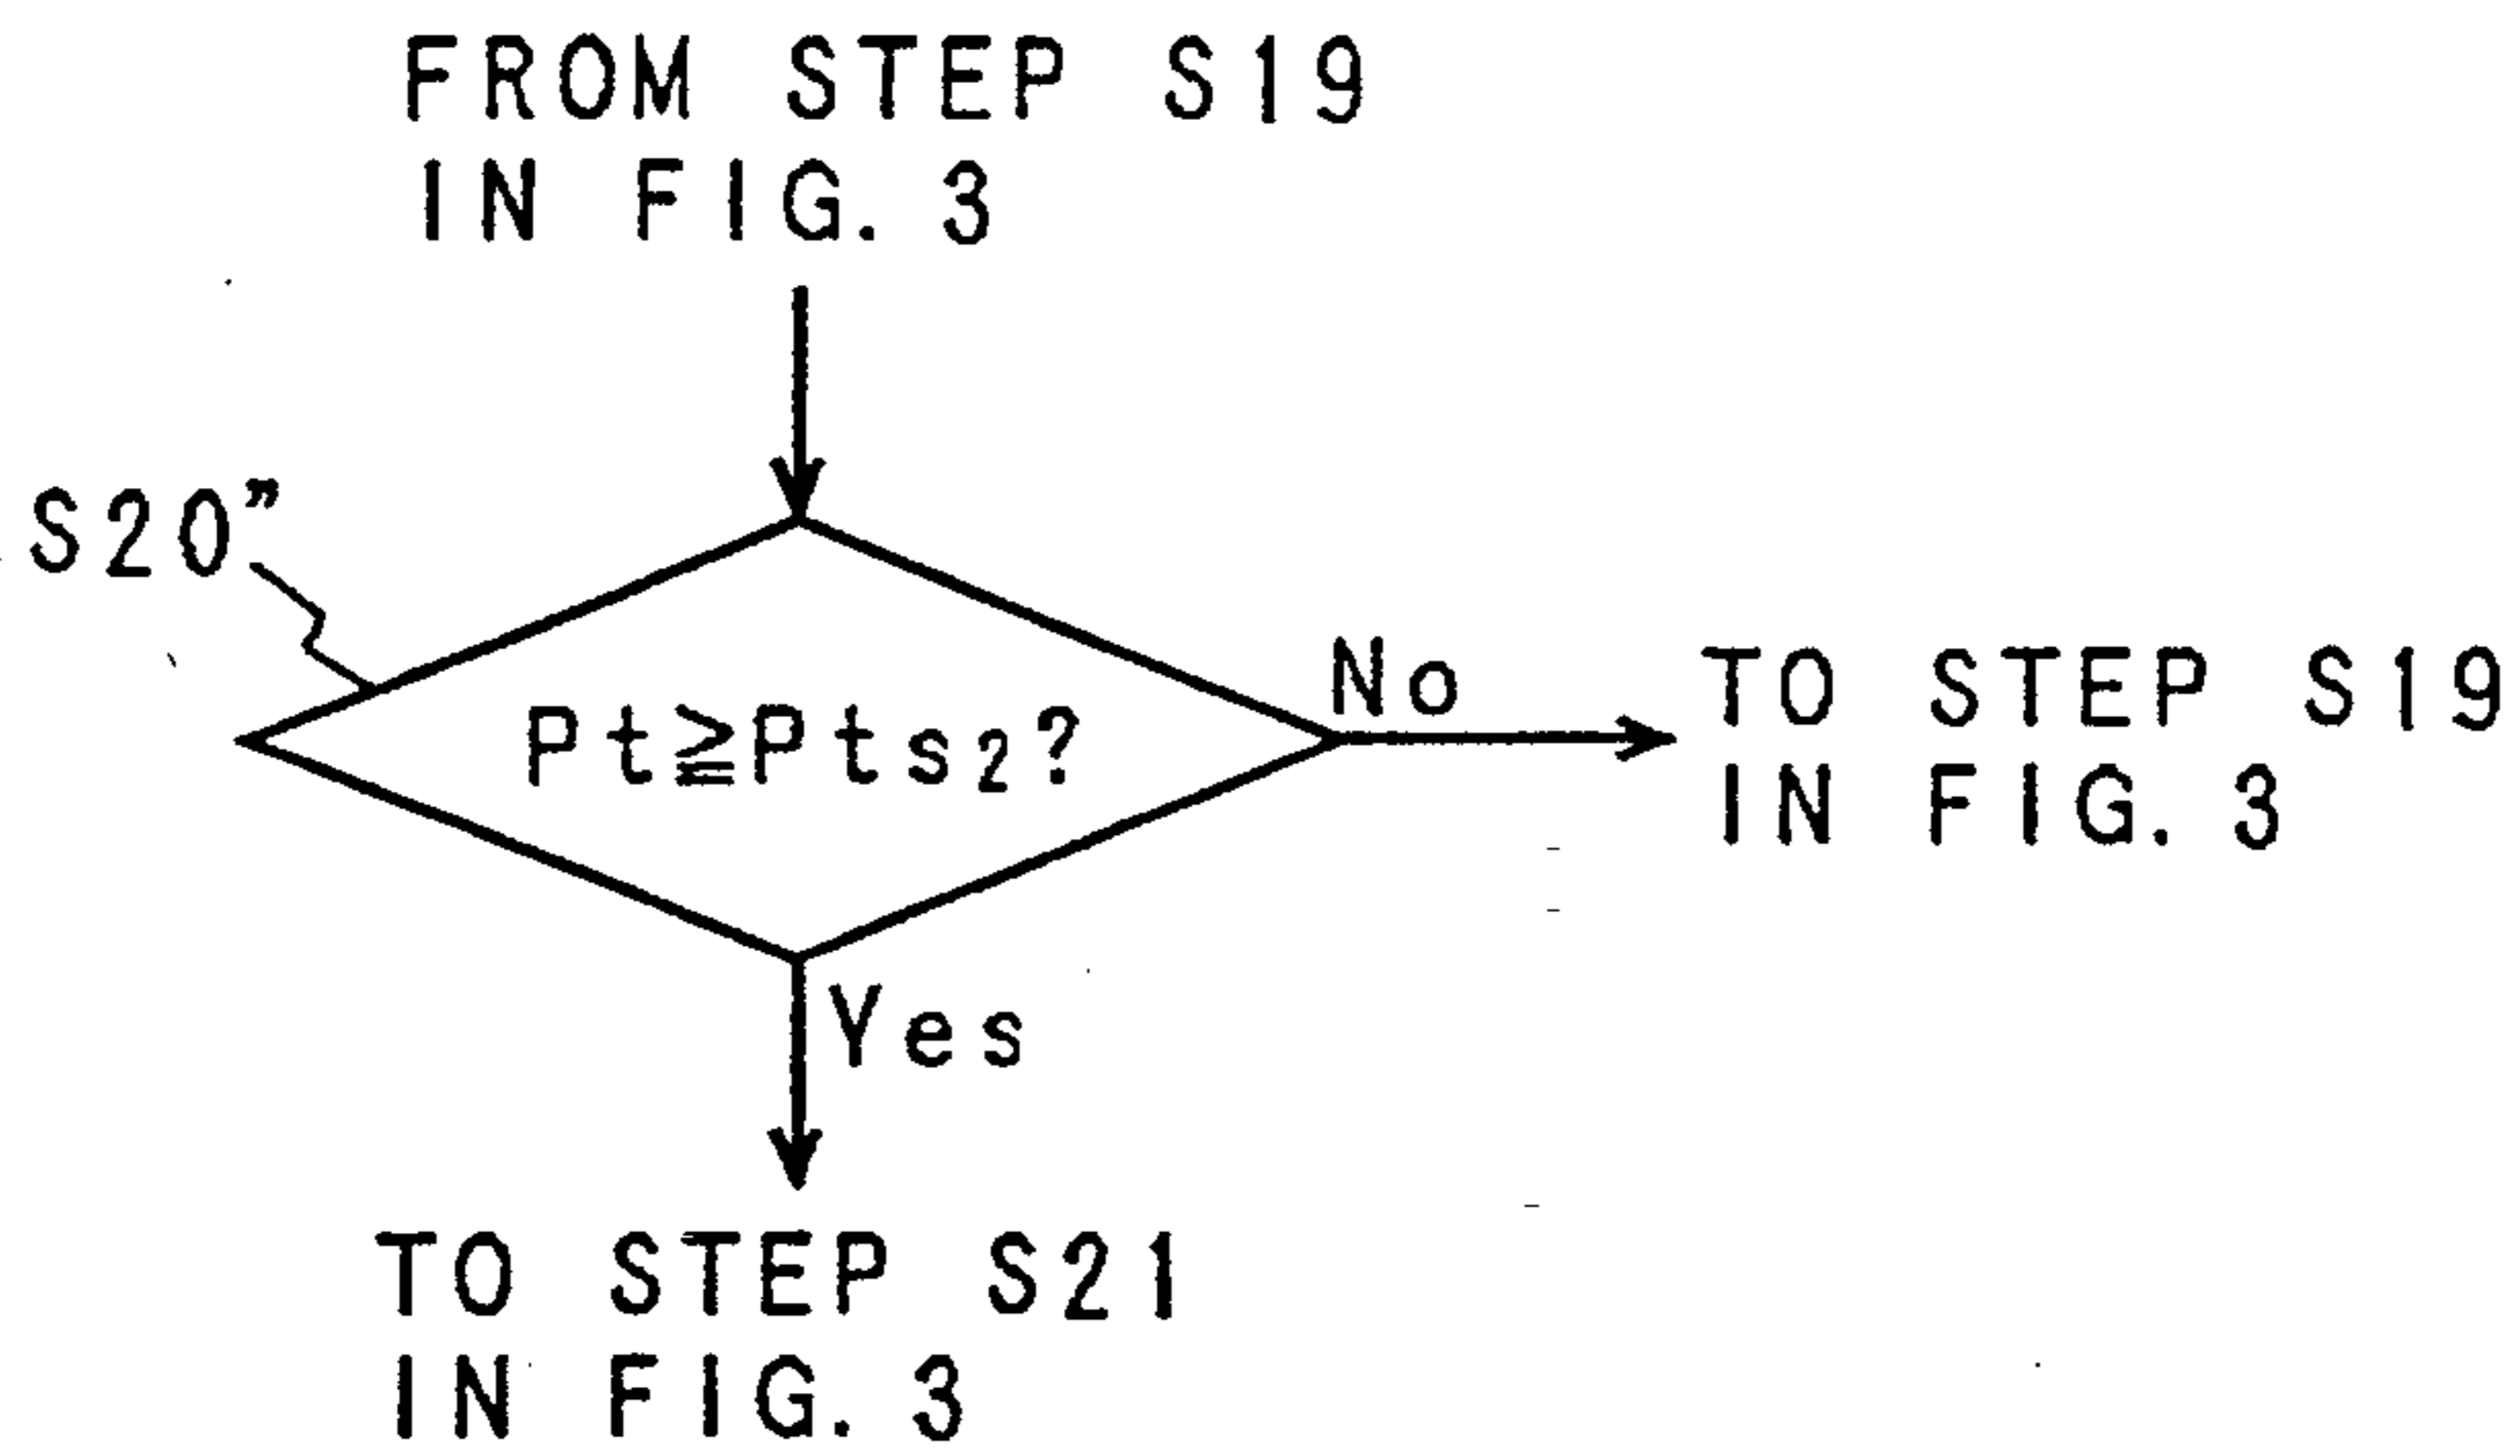 FROM STEP S19
IN FIG. 3
S20"
Pt≧Pts₂?
No
TO STEP S19
IN FIG. 3
Yes
TO STEP S21
IN FIG. 3